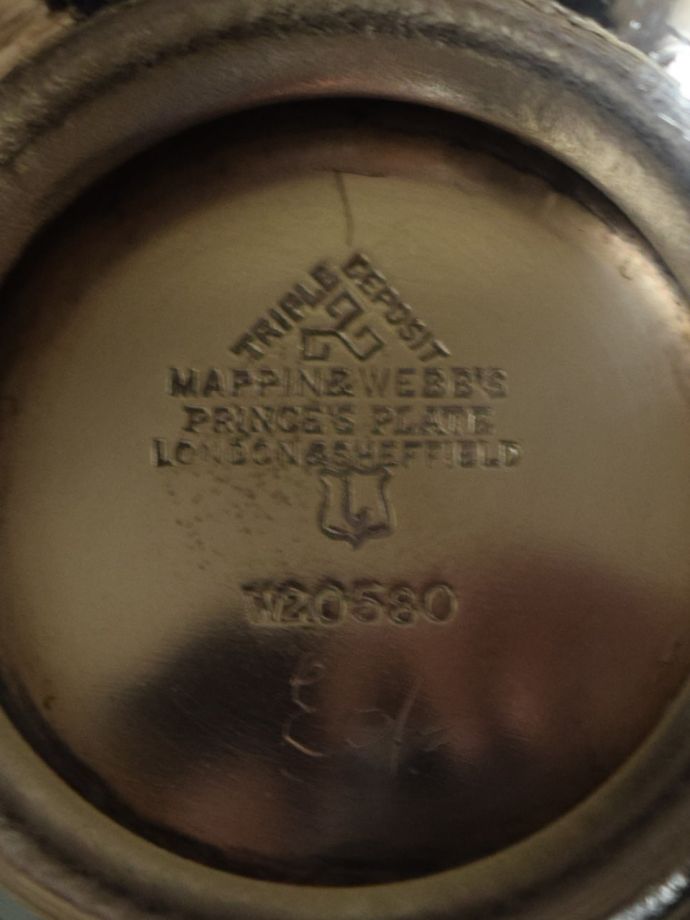 TRIPLE DEPOSIT
MAPPIN & WEBB'S
PRINCE'S PLATE
LONDON & SHEFFIELD
L
W20580